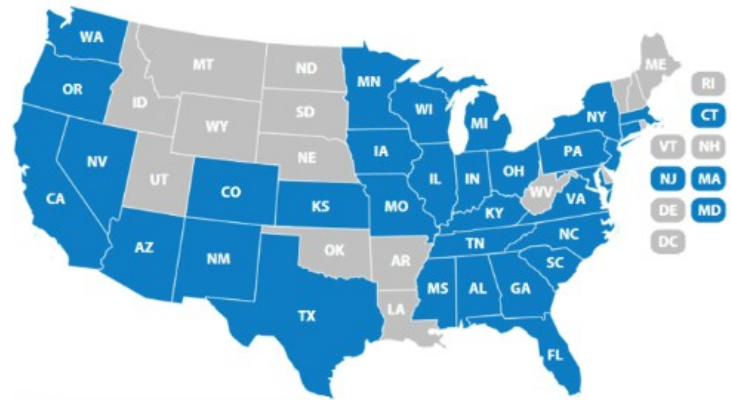 WA
MT
ND
MN
ME
RI
OR
ID
SD
WI
MI
NY
CT
WY
VT
NH
NV
NE
IA
PA
UT
CO
IL
IN
OH
NJ
MA
CA
KS
MO
KY
WV
VA
DE
MD
AZ
NM
OK
AR
TN
NC
DC
SC
TX
LA
MS
AL
GA
FL